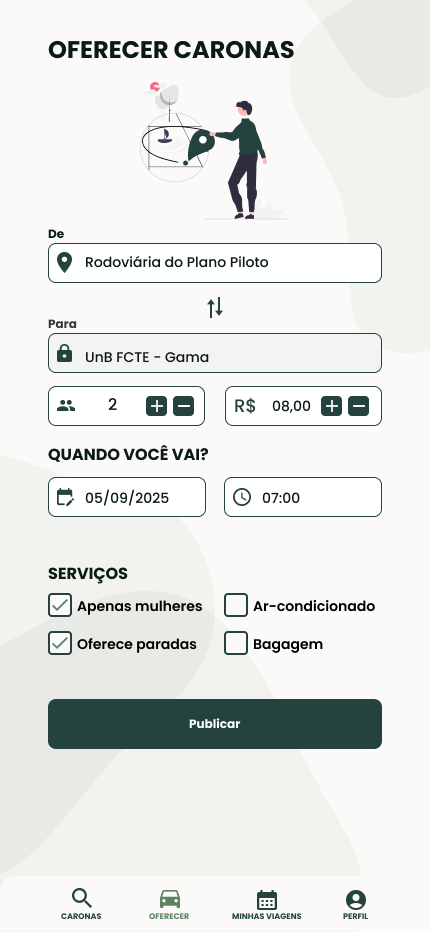 OFERECER CARONAS
De
Rodoviária do Plano Piloto
Para
UnB FCTE - Gama
2
R$ 08,00
QUANDO VOCÊ VAI?
05/09/2025
07:00
SERVIÇOS
Apenas mulheres
Ar-condicionado
Oferece paradas
Bagagem
Publicar
CARONAS
OFERECER
MINHAS VIAGENS
PERFIL